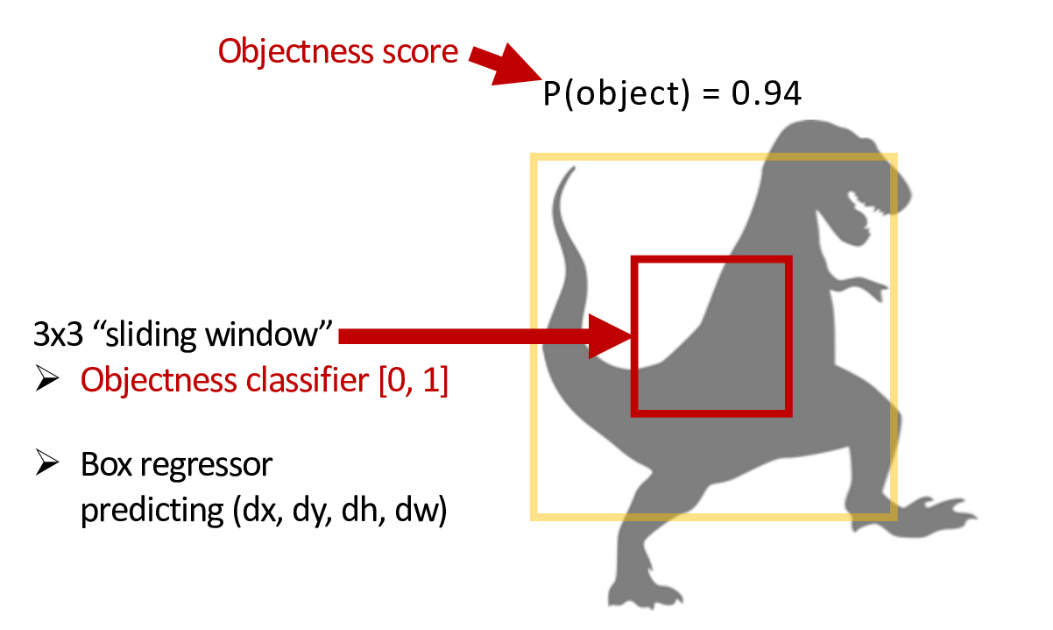 Objectness score
P(object) = 0.94
3x3 “sliding window”
➢ Objectness classifier [0, 1]
➢ Box regressor
predicting (dx, dy, dh, dw)